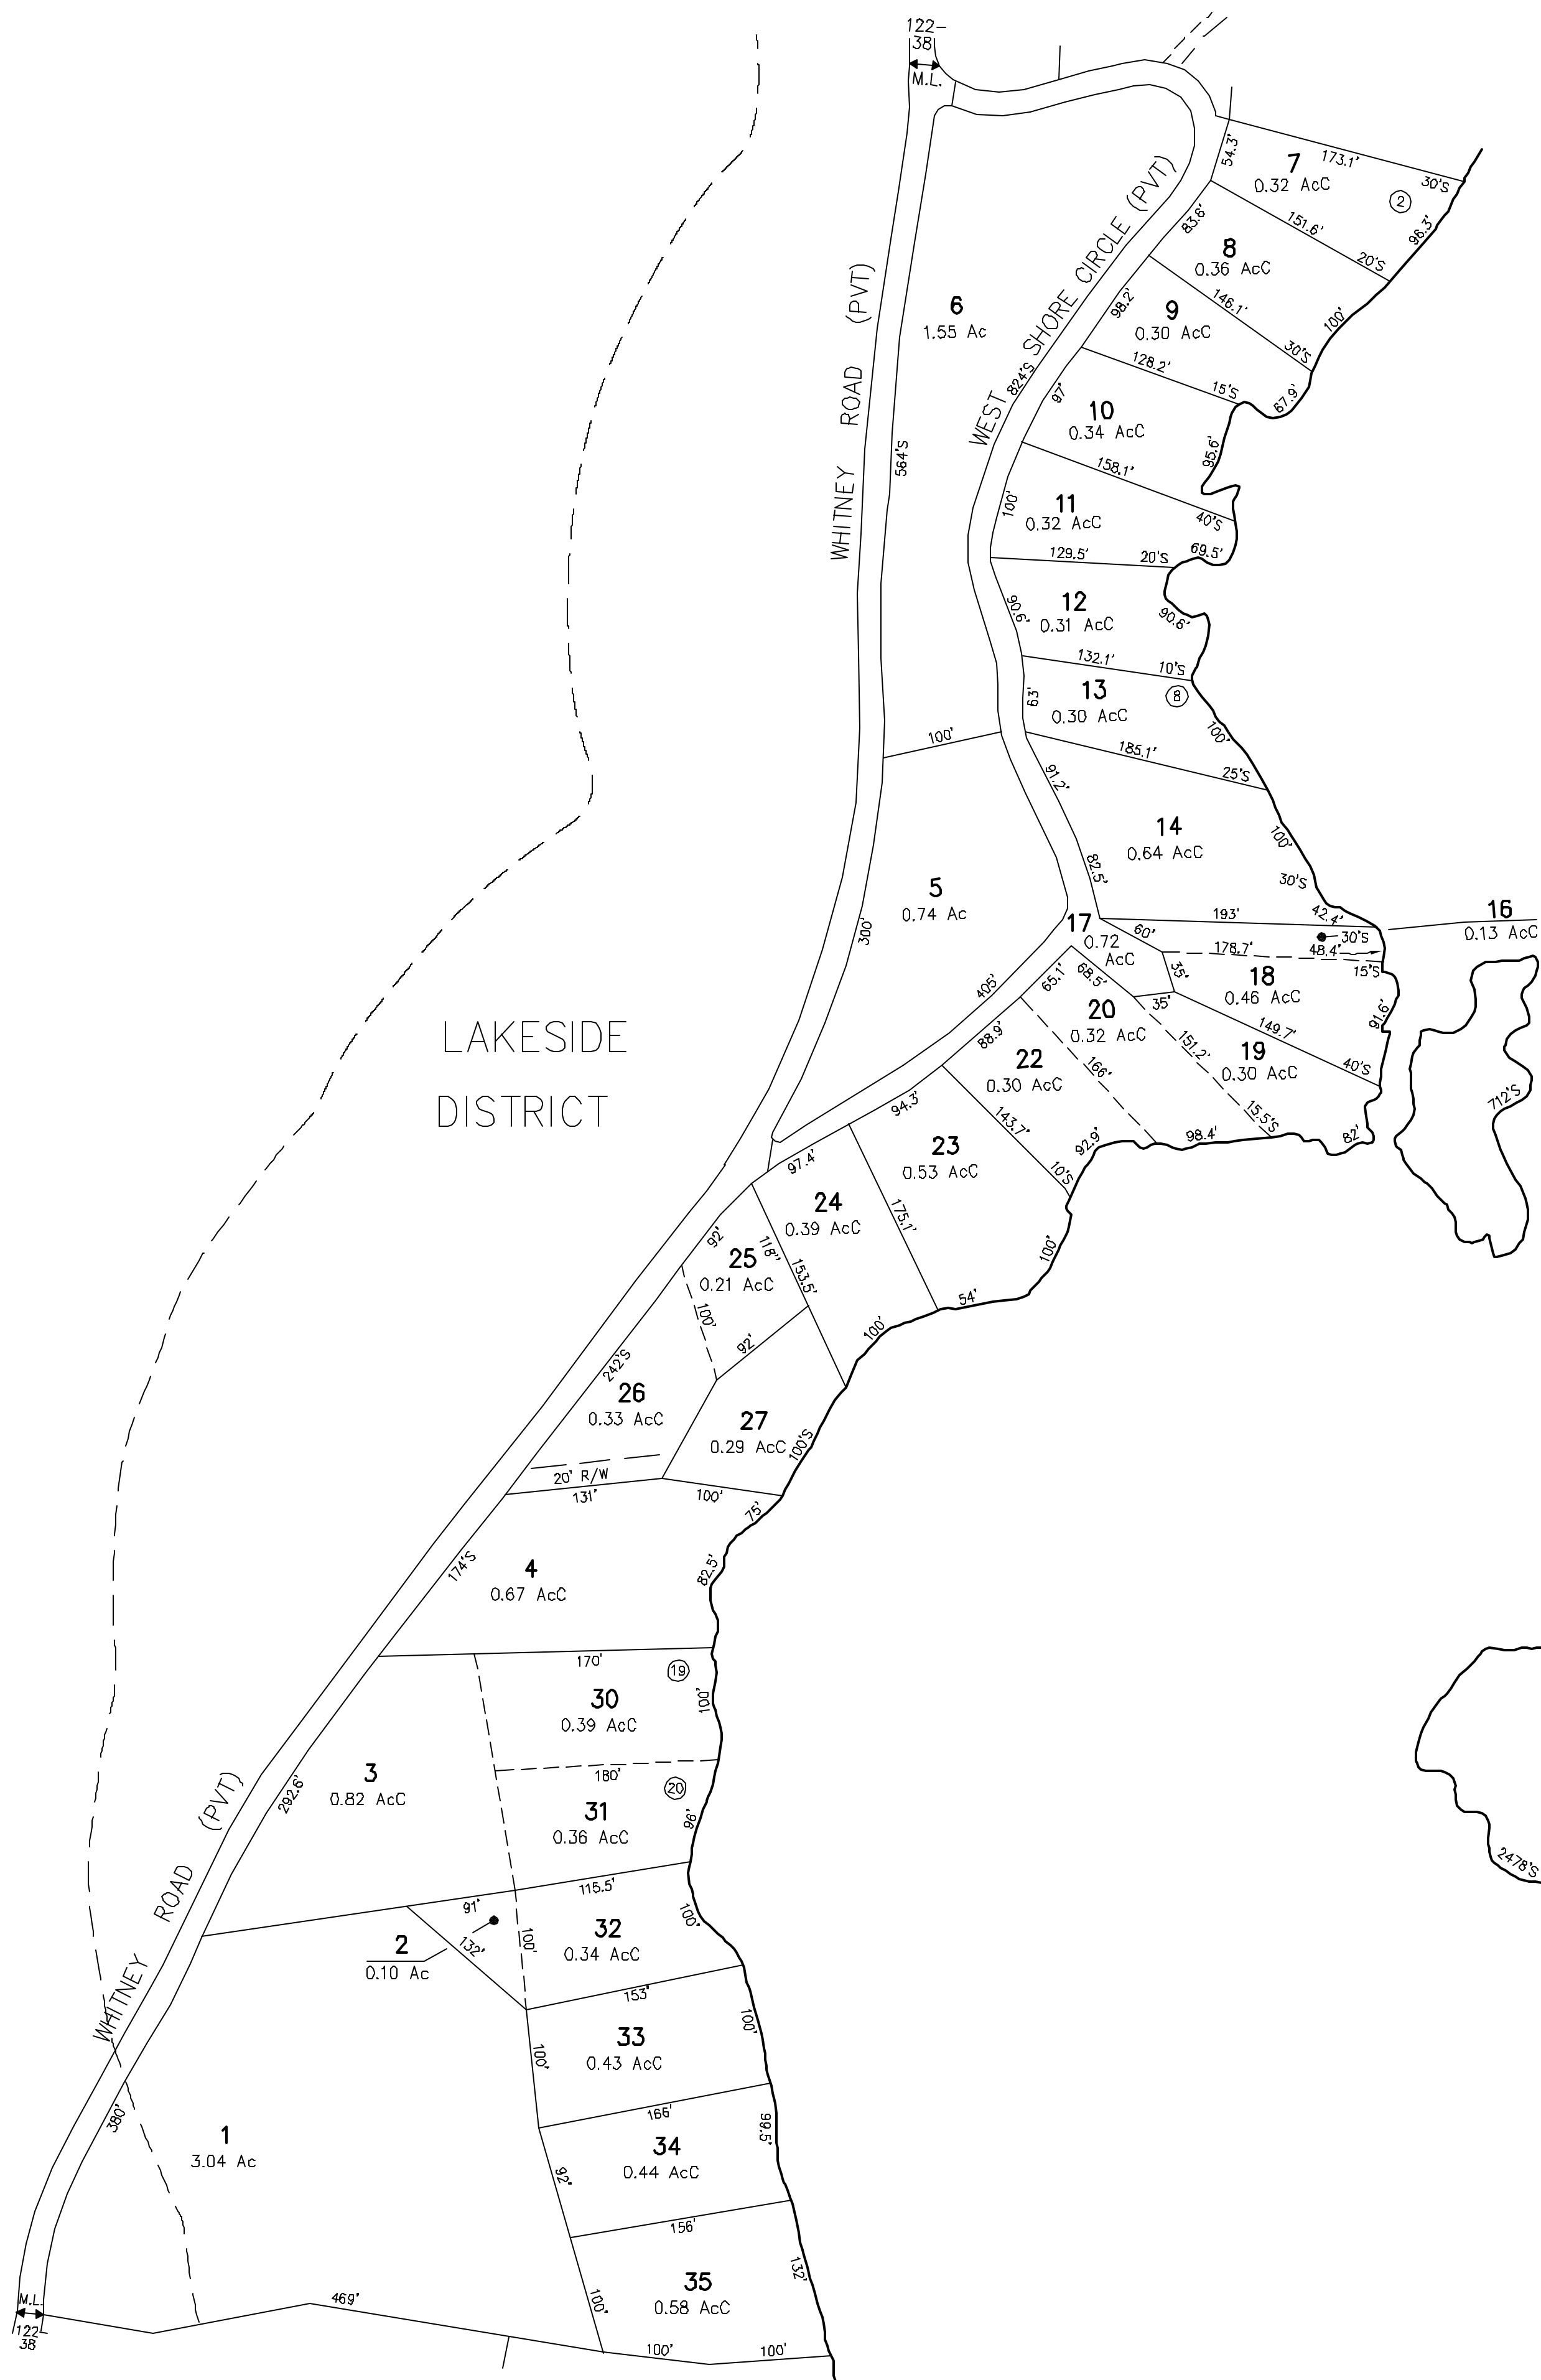 122-
38
M.L.
7
0.32 AcC
54.3'
173.1'
30'S
2
96.3'
151.6'
20'S
83.6'
8
0.36 AcC
100'
146.1'
30'S
98.2'
9
0.30 AcC
67.9'
128.2'
15'S
97'
10
0.34 AcC
95.6'
158.1'
40'S
100'
11
0.32 AcC
69.5'
129.5'
20'S
90.6'
12
0.31 AcC
90.6'
132.1'
10'S
63'
13
0.30 AcC
8
100'
185.1'
25'S
91.2'
14
0.64 AcC
100'
82.5'
30'S
42.4'
193'
WEST SHORE CIRCLE (PVT)
824'S
6
1.55 Ac
WHITNEY ROAD (PVT)
564'S
100'
5
0.74 Ac
300'
405'
16
0.13 AcC
30'S
48.4'
178.7'
15'S
17
0.72
AcC
60'
35'
35'
68.5'
65.1'
18
0.46 AcC
91.6'
149.7'
40'S
19
0.30 AcC
82'
151.2'
15.5'S
20
0.32 AcC
98.4'
166'
88.9'
22
0.30 AcC
92.9'
143.7'
10'S
94.3'
23
0.53 AcC
100'
54'
175.1'
97.4'
24
0.39 AcC
100'
118"
153.5'
92'
25
0.21 AcC
100'
92'
712'S
LAKESIDE
DISTRICT
242'S
26
0.33 AcC
20' R/W
131'
27
0.29 AcC
100'S
100'
75'
174'S
4
0.67 AcC
82.5'
170'
19
30
0.39 AcC
100'
180'
20
31
0.36 AcC
96'
115.5'
3
0.82 AcC
292.6'
WHITNEY ROAD (PVT)
91'
2
0.10 Ac
132'
100'
32
0.34 AcC
100'
153'
33
0.43 AcC
100'
100'
166'
34
0.44 AcC
92'
99.5'
156'
35
0.58 AcC
100'
132'
100'
100'
1
3.04 Ac
380'
469'
M.L.
122-
38
2478'S